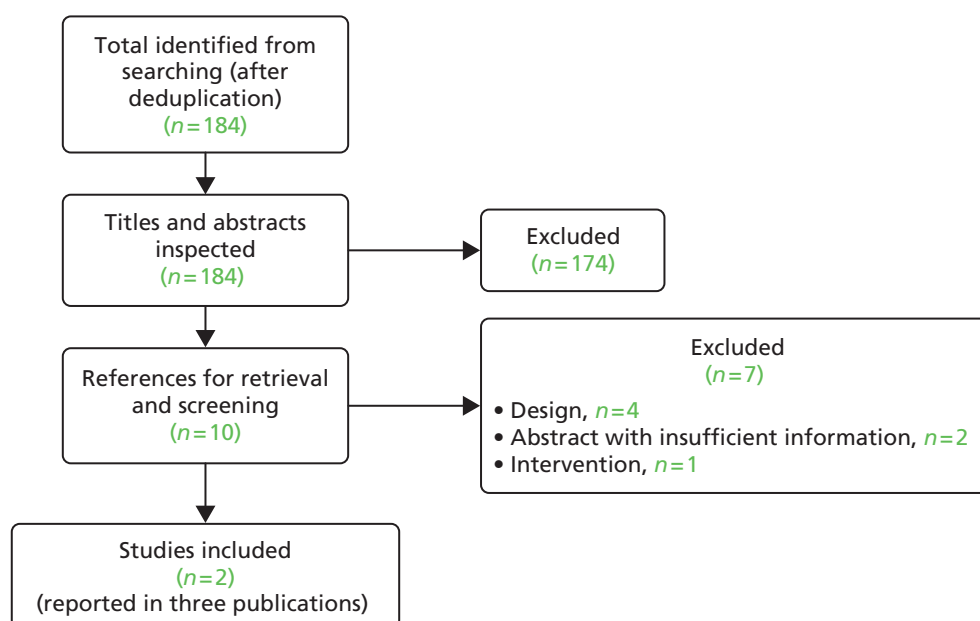 Total identified from
searching (after
deduplication)
(n=184)
Titles and abstracts
inspected
(n=184)
Excluded
(n=174)
References for retrieval
and screening
(n=10)
Excluded
(n=7)
• Design, n=4
• Abstract with insufficient information, n=2
• Intervention, n=1
Studies included
(n=2)
(reported in three publications)